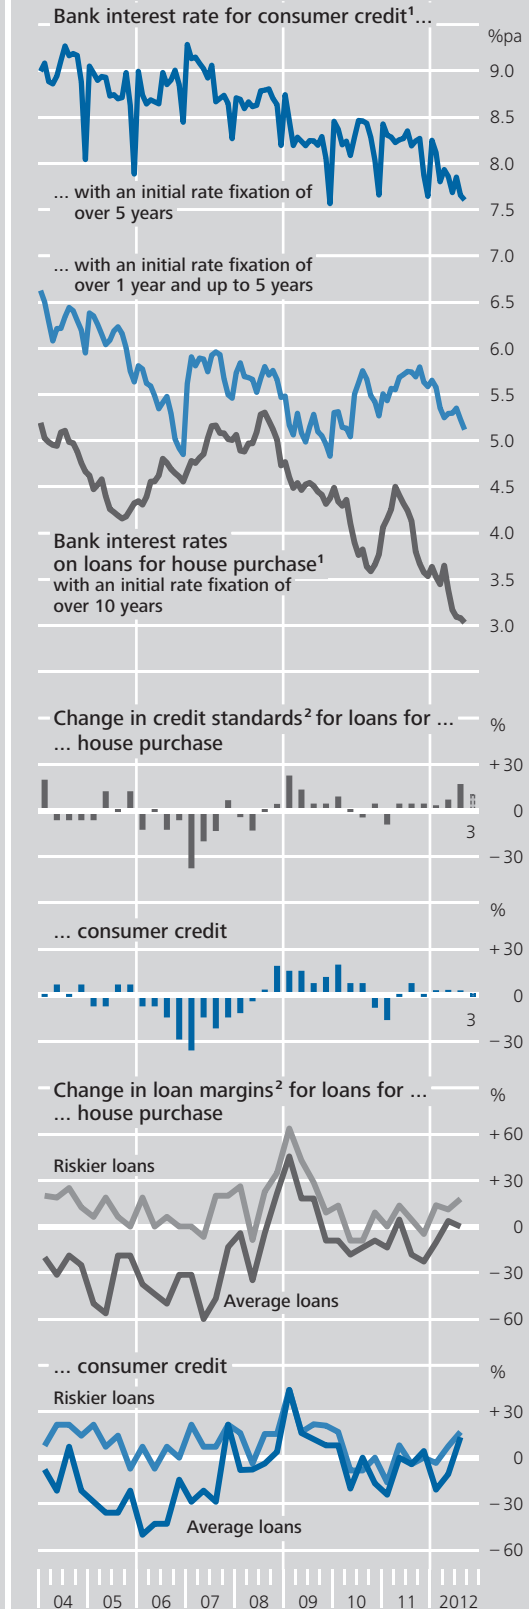 Bank interest rate for consumer credit¹...
%pa
9.0
8.5
8.0
... with an initial rate fixation of
over 5 years
7.5
7.0
... with an initial rate fixation of
over 1 year and up to 5 years
6.5
6.0
5.5
5.0
4.5
4.0
Bank interest rates
on loans for house purchase¹
with an initial rate fixation of
over 10 years
3.5
3.0
Change in credit standards² for loans for ...
%
... house purchase
+30
0
3
−30
%
... consumer credit
+30
0
3
−30
Change in loan margins² for loans for ...
%
... house purchase
+60
Riskier loans
+30
0
−30
Average loans
−60
... consumer credit
%
Riskier loans
+30
0
−30
Average loans
−60
04 05 06 07 08 09 10 11 2012